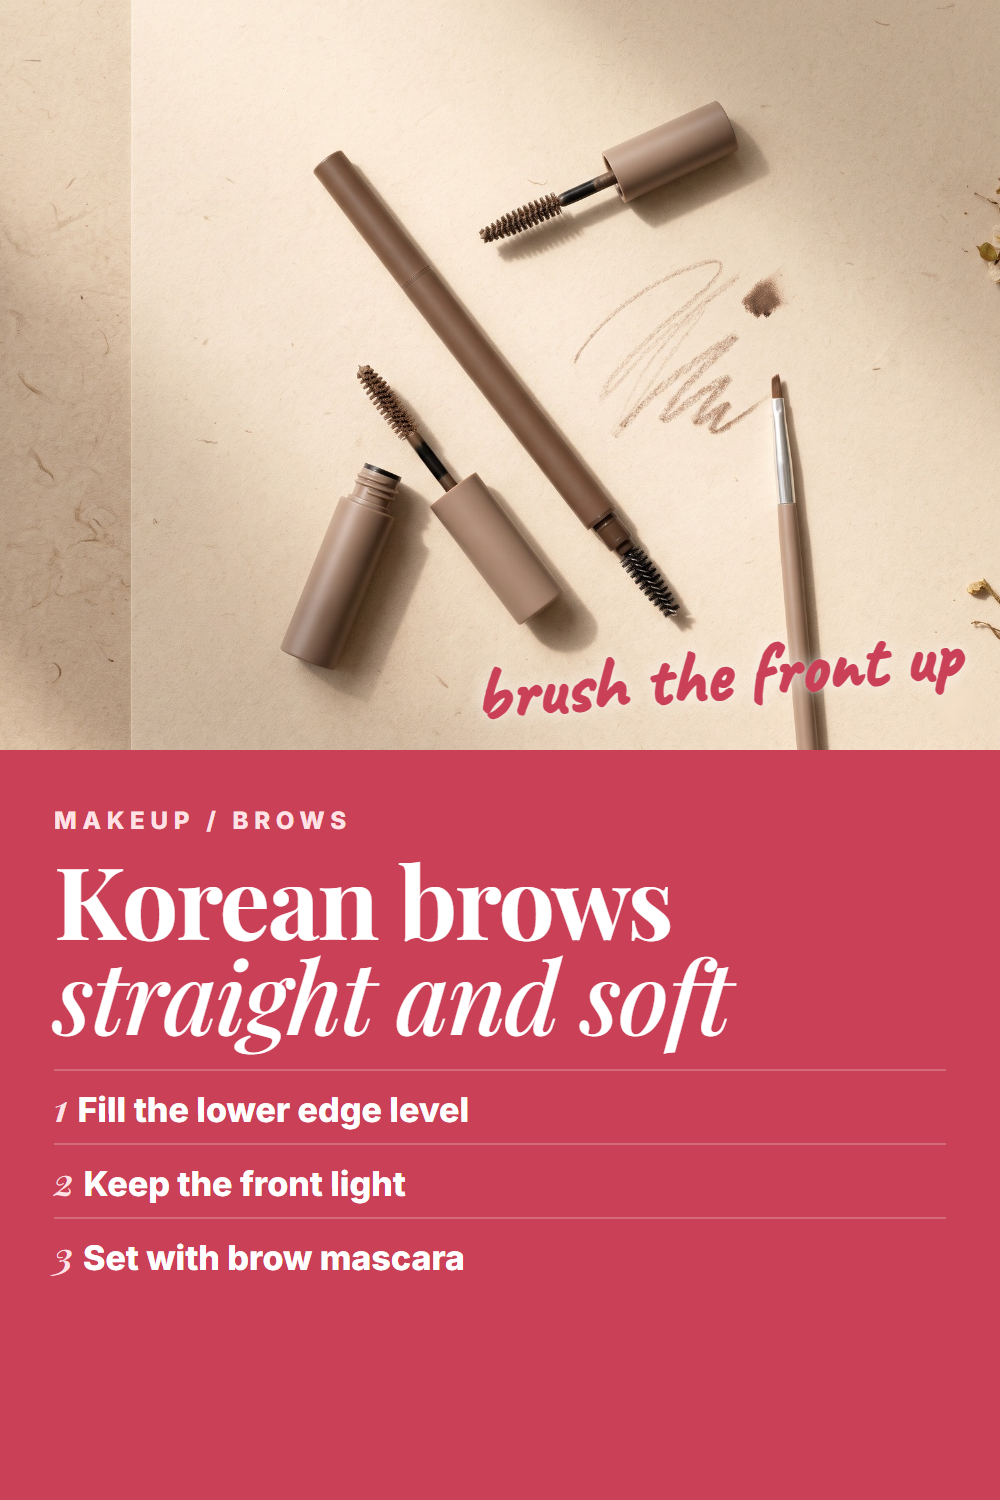 brush the front up
MAKEUP / BROWS
Korean brows
straight and soft
1 Fill the lower edge level
2 Keep the front light
3 Set with brow mascara